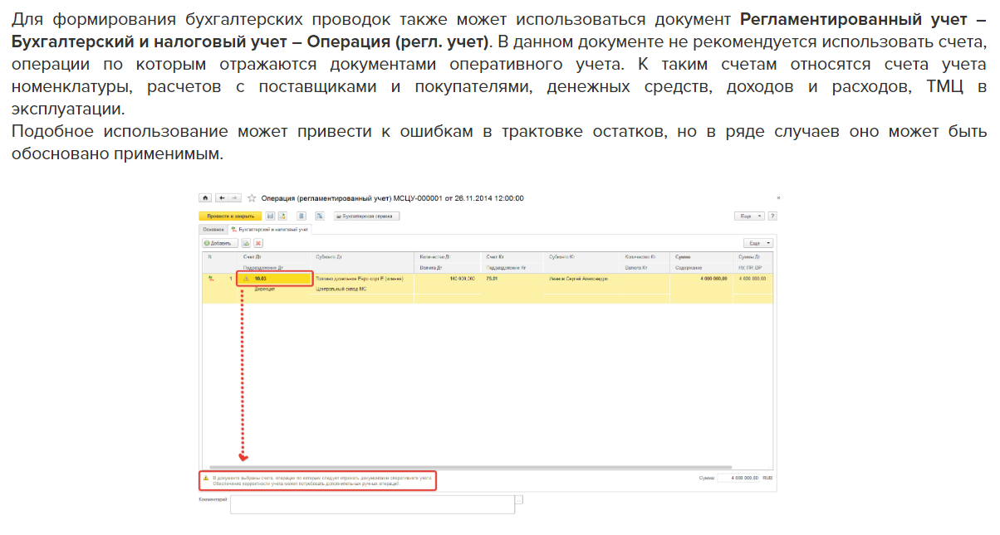 Для формирования бухгалтерских проводок также может использоваться документ Регламентированный учет –
Бухгалтерский и налоговый учет – Операция (регл. учет). В данном документе не рекомендуется использовать счета,
операции по которым отражаются документами оперативного учета. К таким счетам относятся счета учета
номенклатуры, расчетов с поставщиками и покупателями, денежных средств, доходов и расходов, ТМЦ в
эксплуатации.
Подобное использование может привести к ошибкам в трактовке остатков, но в ряде случаев оно может быть
обосновано применимым.
Операция (регламентированный учет) МСЦУ-000001 от 26.11.2014 12:00:00
Провести и закрыть Бухгалтерская справка Еще ?
Основное Бухгалтерский и налоговый учет
Добавить Еще
N Счет Дт Субконто Дт Количество Дт Счет Кт Субконто Кт Количество Кт Сумма Сумма Дт
Подразделение Дт Валюта Дт Подразделение Кт Валюта Кт Содержание НУ, ПР, ВР
1 10.03 Топливо дизельное Евро сорт Е (зимнее) 100 000,000 75.01 Иванов Сергей Александро 4 000 000,00 4 000 000,00
Дирекция Центральный склад МС
В документе выбраны счета, операции по которым следует отражать документами оперативного учета.
Обеспечение корректности учета может потребовать дополнительных ручных операций.
Сумма: 4 000 000,00 RUB
Комментарий: ...